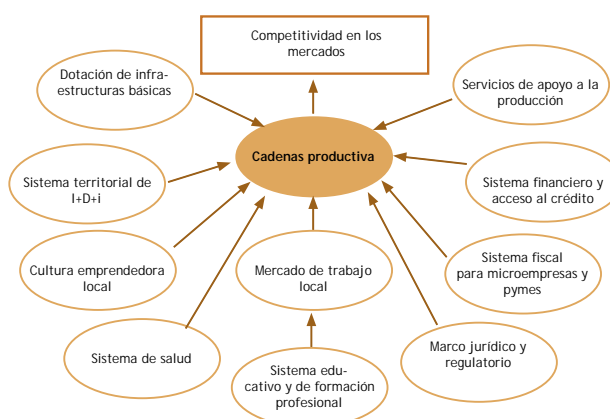 Competitividad en los
mercados
Dotación de infra-
estructuras básicas
Servicios de apoyo a la
producción
Cadenas productiva
Sistema territorial de
I+D+i
Sistema financiero y
acceso al crédito
Cultura emprendedora
local
Mercado de trabajo
local
Sistema fiscal
para microempresas y
pymes
Sistema de salud
Sistema edu-
cativo y de formación
profesional
Marco jurídico y
regulatorio